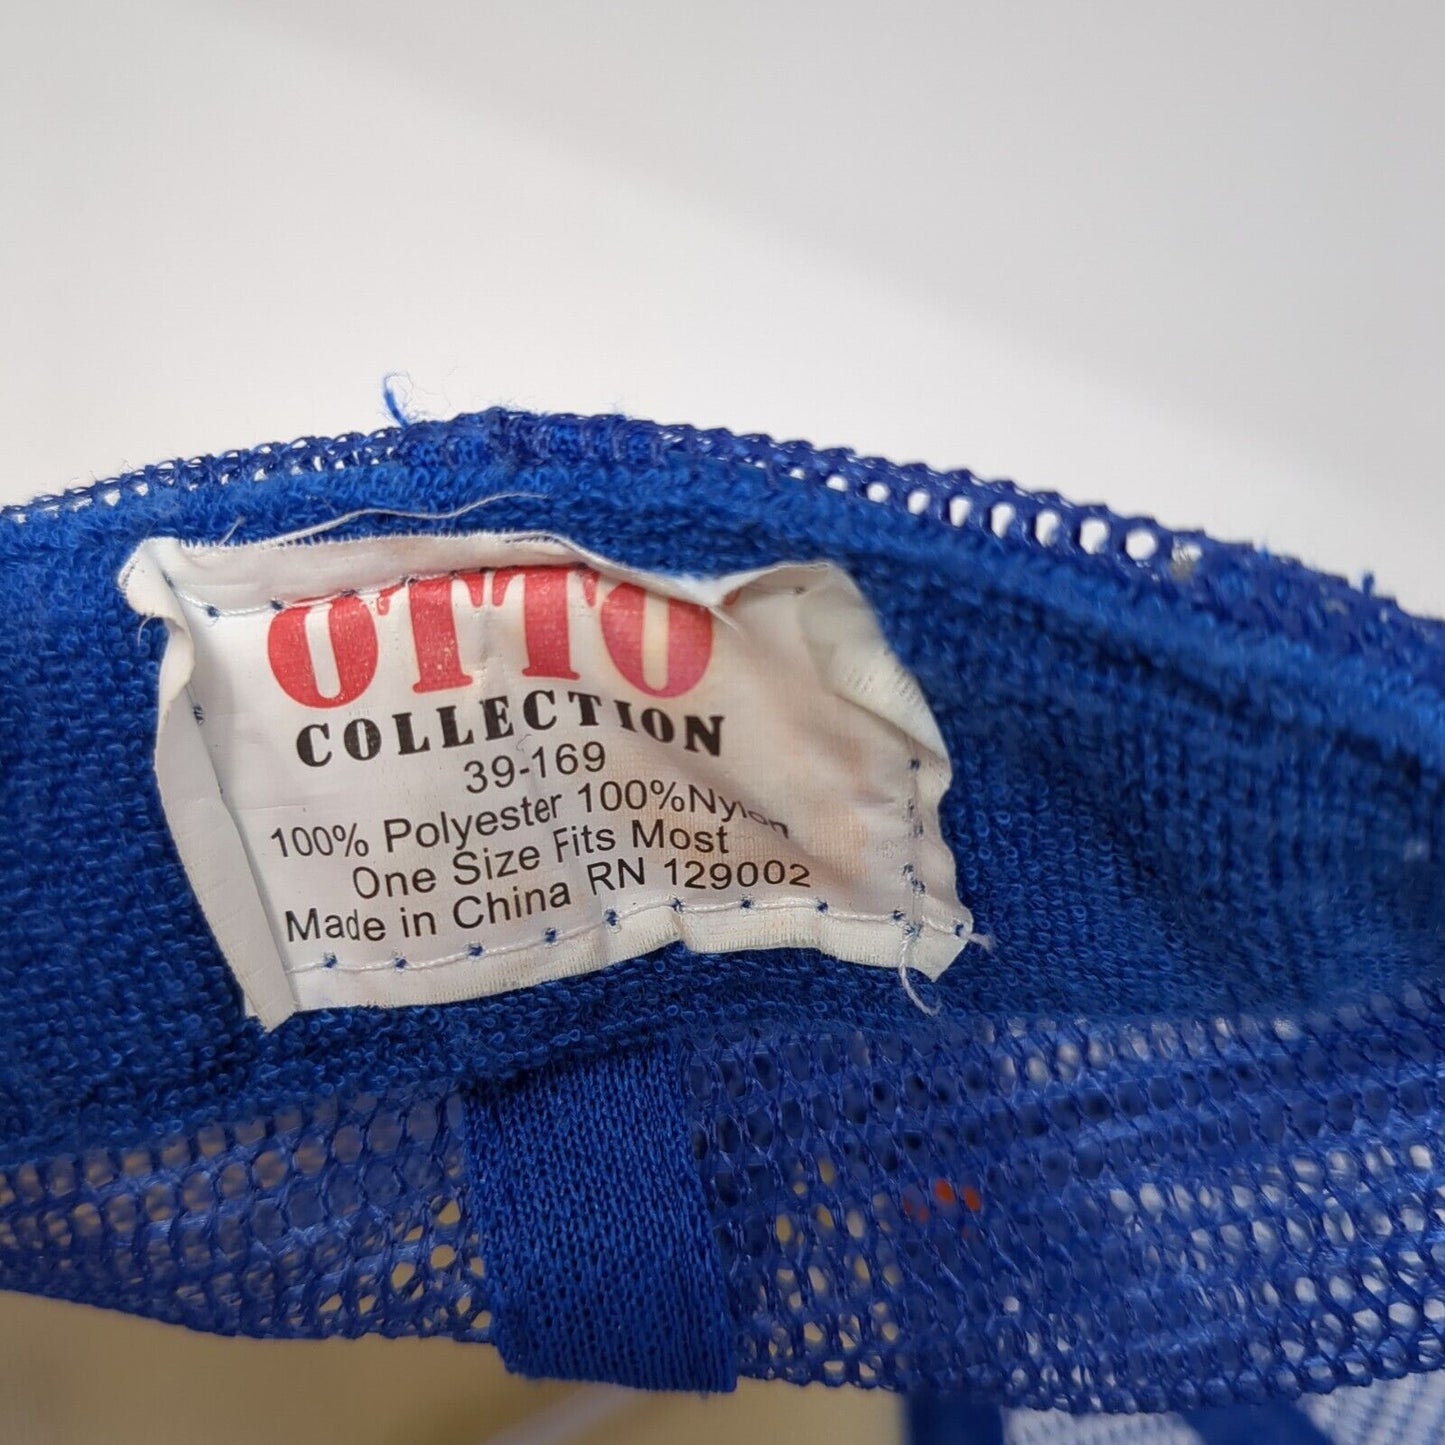 OTTO
COLLECTION
39-169
100% Polyester 100%Nylon
One Size Fits Most
Made in China RN 129002